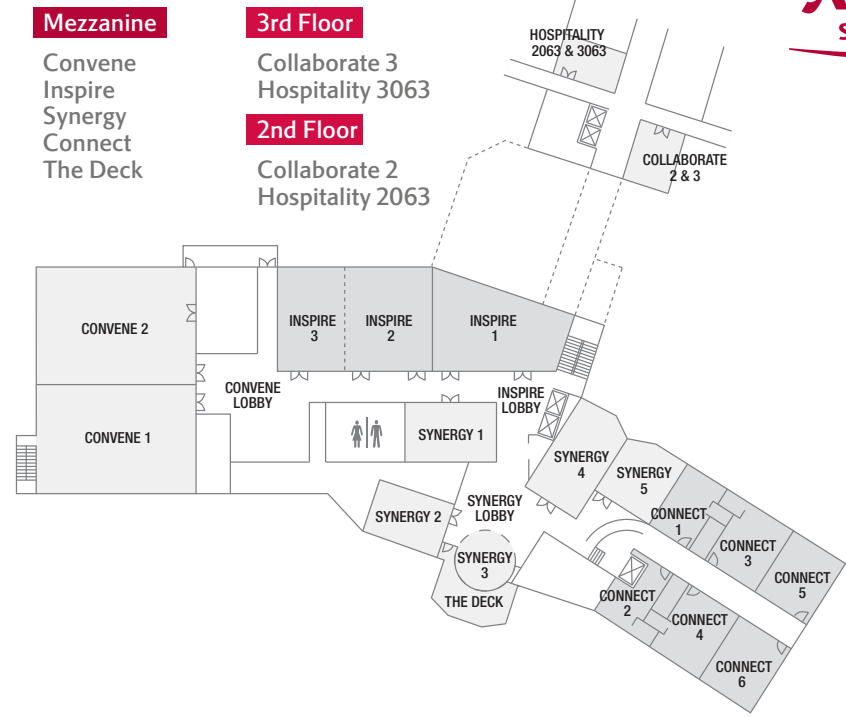 Mezzanine
Convene
Inspire
Synergy
Connect
The Deck
3rd Floor
Collaborate 3
Hospitality 3063
2nd Floor
Collaborate 2
Hospitality 2063
HOSPITALITY
2063 & 3063
COLLABORATE
2 & 3
CONVENE 2
INSPIRE
3
INSPIRE
2
INSPIRE
1
CONVENE
LOBBY
INSPIRE
LOBBY
CONVENE 1
SYNERGY 1
SYNERGY
4
SYNERGY
5
SYNERGY 2
SYNERGY
LOBBY
CONNECT
1
CONNECT
3
CONNECT
5
SYNERGY
3
THE DECK
CONNECT
2
CONNECT
4
CONNECT
6